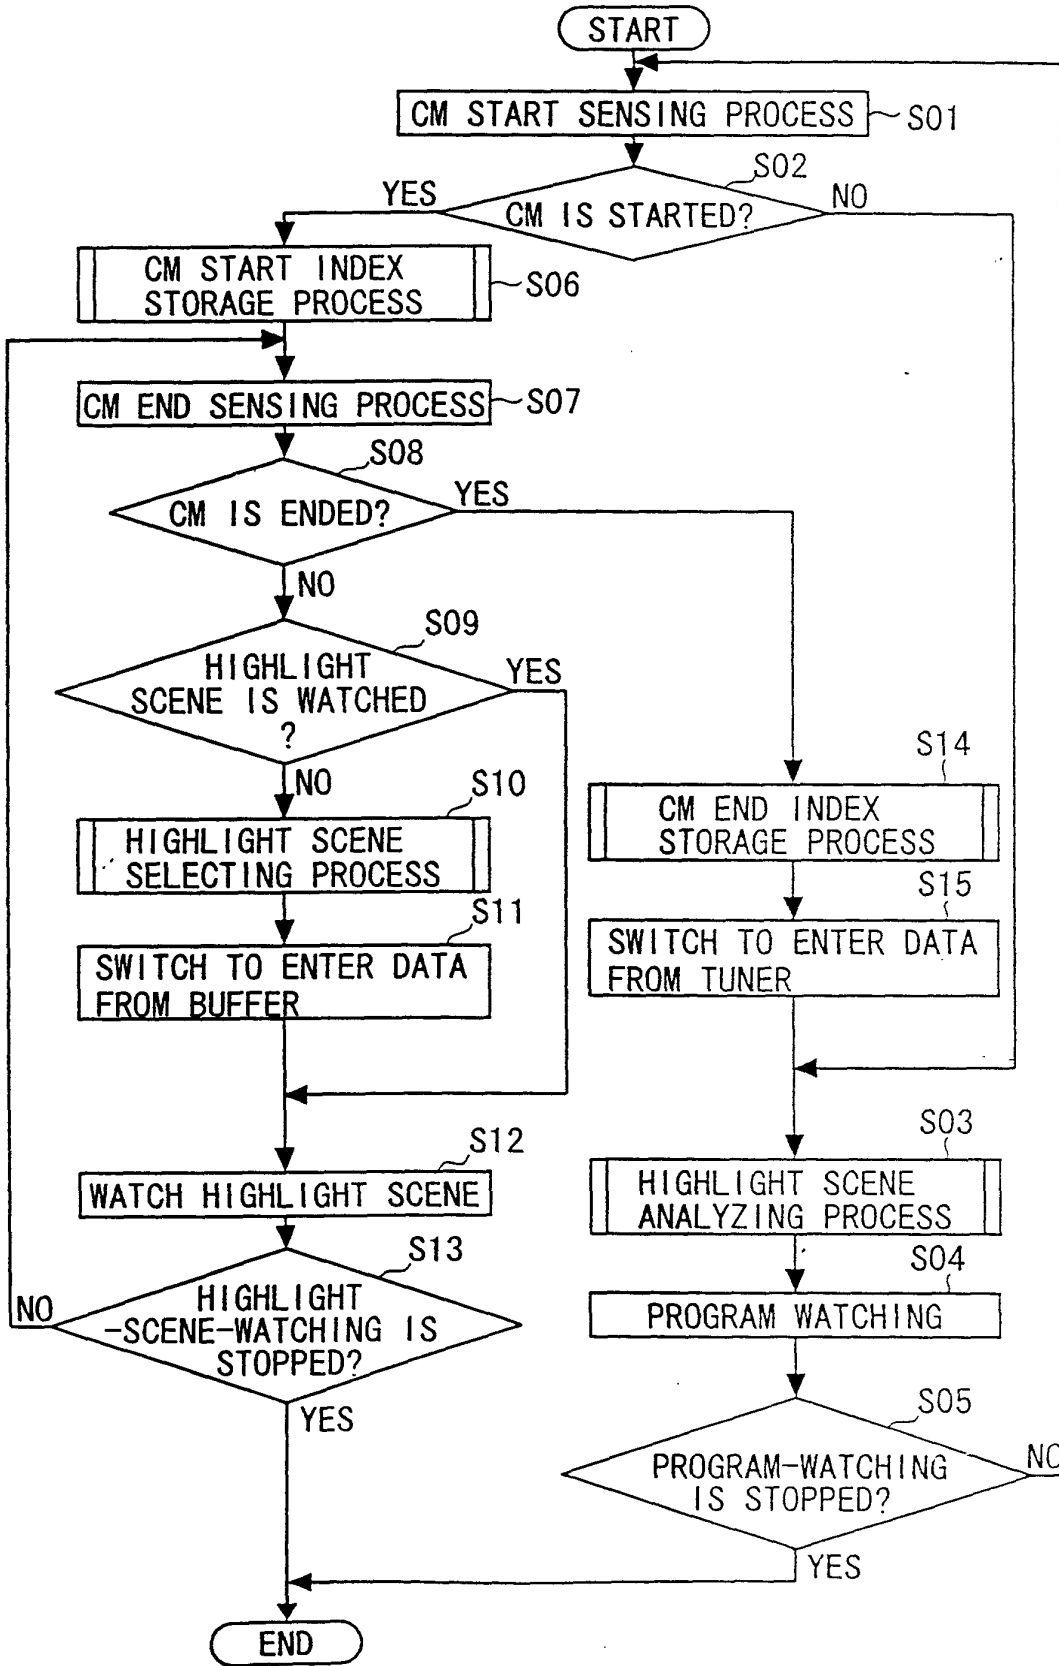 START
CM START SENSING PROCESS
S01
S02
YES
CM IS STARTED?
NO
CM START INDEX
STORAGE PROCESS
S06
CM END SENSING PROCESS
S07
S08
CM IS ENDED?
YES
NO
S09
HIGHLIGHT
SCENE IS WATCHED
?
YES
NO
S10
HIGHLIGHT SCENE
SELECTING PROCESS
S11
SWITCH TO ENTER DATA
FROM BUFFER
S14
CM END INDEX
STORAGE PROCESS
S15
SWITCH TO ENTER DATA
FROM TUNER
S12
WATCH HIGHLIGHT SCENE
S13
HIGHLIGHT
-SCENE-WATCHING IS
STOPPED?
NO
YES
S03
HIGHLIGHT SCENE
ANALYZING PROCESS
S04
PROGRAM WATCHING
S05
PROGRAM-WATCHING
IS STOPPED?
NO
YES
END